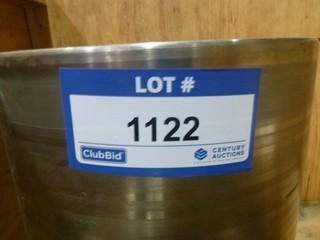 LOT #
1122
ClubBid
CENTURY
AUCTIONS